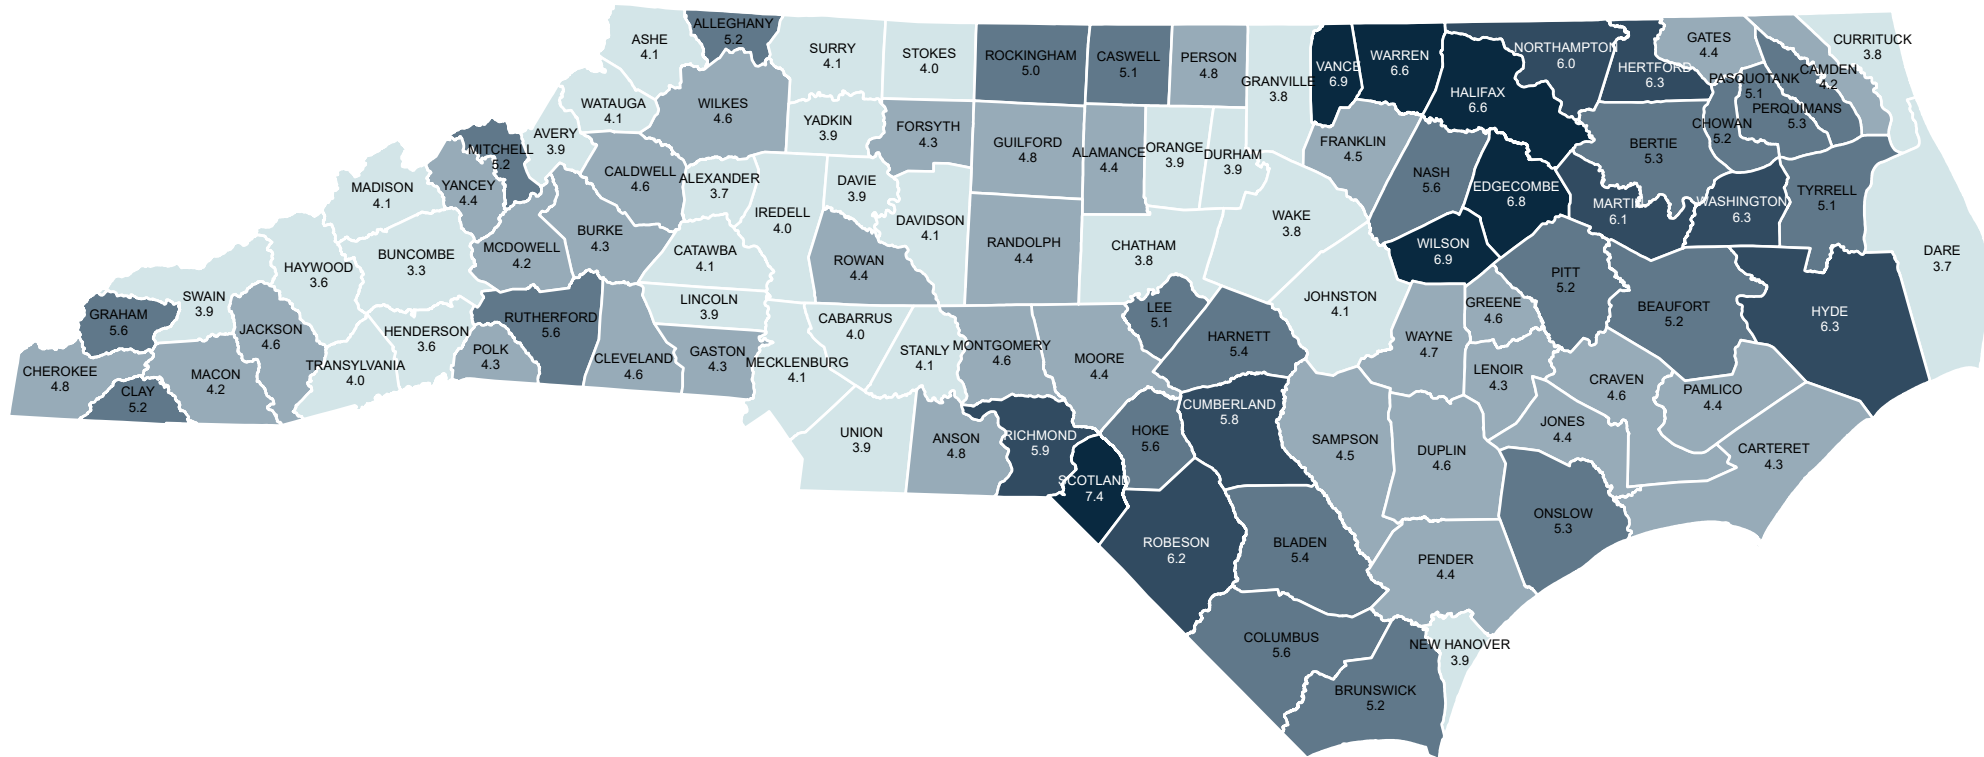 ALLEGHANY
5.2
ASHE
4.1
SURRY
4.1
STOKES
4.0
ROCKINGHAM
5.0
CASWELL
5.1
PERSON
4.8
GRANVILLE
3.8
VANCE
6.9
WARREN
6.6
HALIFAX
6.6
NORTHAMPTON
6.0
HERTFORD
6.3
GATES
4.4
PASQUOTANK
5.1
CAMDEN
4.2
CURRITUCK
3.8
PERQUIMANS
5.3
CHOWAN
5.2
BERTIE
5.3
WATAUGA
4.1
WILKES
4.6
YADKIN
3.9
FORSYTH
4.3
GUILFORD
4.8
ALAMANCE
4.4
ORANGE
3.9
DURHAM
3.9
FRANKLIN
4.5
NASH
5.6
EDGECOMBE
6.8
MARTIN
6.1
WASHINGTON
6.3
TYRRELL
5.1
DARE
3.7
AVERY
3.9
MITCHELL
5.2
YANCEY
4.4
MADISON
4.1
CALDWELL
4.6
ALEXANDER
3.7
IREDELL
4.0
DAVIE
3.9
DAVIDSON
4.1
RANDOLPH
4.4
CHATHAM
3.8
WAKE
3.8
WILSON
6.9
PITT
5.2
BEAUFORT
5.2
HYDE
6.3
BURKE
4.3
MCDOWELL
4.2
BUNCOMBE
3.3
HAYWOOD
3.6
SWAIN
3.9
GRAHAM
5.6
CATAWBA
4.1
ROWAN
4.4
LINCOLN
3.9
JOHNSTON
4.1
GREENE
4.6
WAYNE
4.7
LENOIR
4.3
CRAVEN
4.6
PAMLICO
4.4
JACKSON
4.6
HENDERSON
3.6
RUTHERFORD
5.6
POLK
4.3
CLEVELAND
4.6
GASTON
4.3
MECKLENBURG
4.1
CABARRUS
4.0
STANLY
4.1
MONTGOMERY
4.6
MOORE
4.4
LEE
5.1
HARNETT
5.4
CHEROKEE
4.8
CLAY
5.2
MACON
4.2
TRANSYLVANIA
4.0
UNION
3.9
ANSON
4.8
RICHMOND
5.9
SCOTLAND
7.4
HOKE
5.6
CUMBERLAND
5.8
SAMPSON
4.5
DUPLIN
4.6
JONES
4.4
CARTERET
4.3
ONSLOW
5.3
ROBESON
6.2
BLADEN
5.4
PENDER
4.4
COLUMBUS
5.6
NEW HANOVER
3.9
BRUNSWICK
5.2